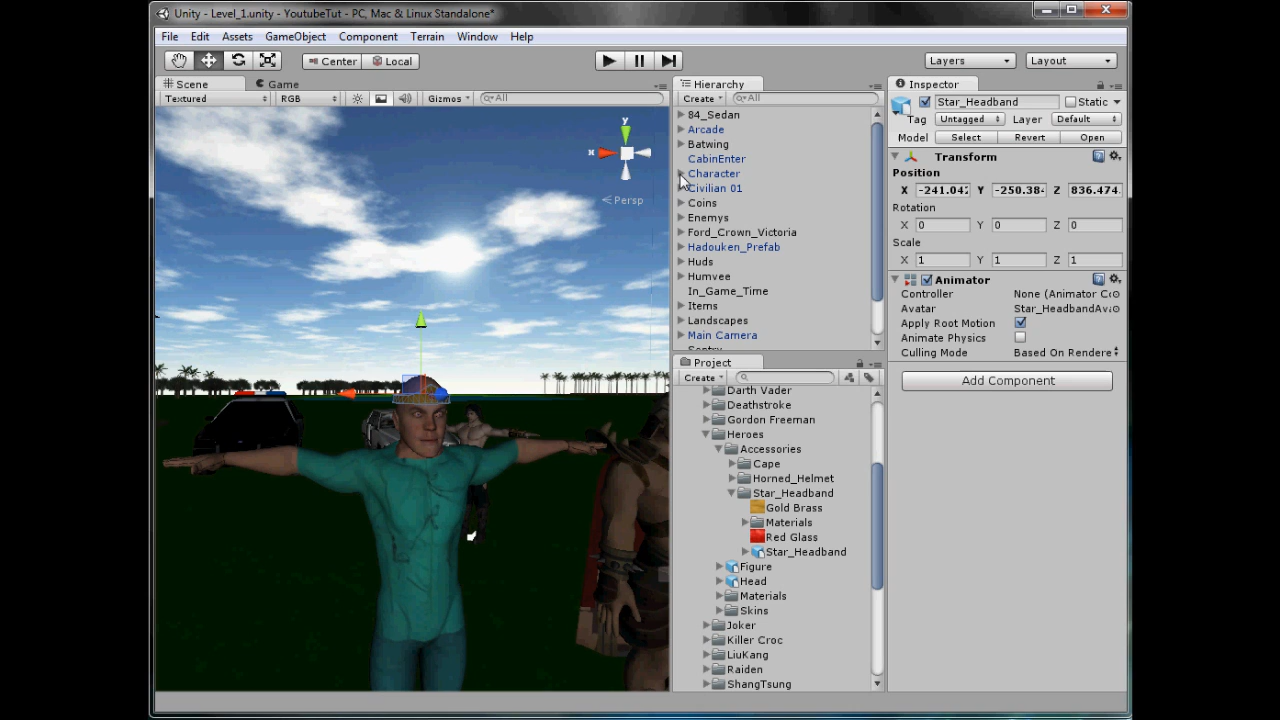 Unity - Level_1.unity - YoutubeTut - PC, Mac & Linux Standalone*
File Edit Assets GameObject Component Terrain Window Help
Center Local Layers Layout
Scene Game
Textured RGB Gizmos All
y
x
Persp
Hierarchy
Create All
84_Sedan
Arcade
Batwing
CabinEnter
Character
Civilian 01
Coins
Enemys
Ford_Crown_Victoria
Hadouken_Prefab
Huds
Humvee
In_Game_Time
Items
Landscapes
Main Camera
Sentry
Project
Create
Darth Vader
Deathstroke
Gordon Freeman
Heroes
Accessories
Cape
Horned_Helmet
Star_Headband
Gold Brass
Materials
Red Glass
Star_Headband
Figure
Head
Materials
Skins
Joker
Killer Croc
LiuKang
Raiden
ShangTsung
Inspector
Star_Headband Static
Tag Untagged Layer Default
Model Select Revert Open
Transform
Position
X -241.042 Y -250.384 Z 836.474
Rotation
X 0 Y 0 Z 0
Scale
X 1 Y 1 Z 1
Animator
Controller None (Animator Co
Avatar Star_HeadbandAva
Apply Root Motion
Animate Physics
Culling Mode Based On Rendere
Add Component